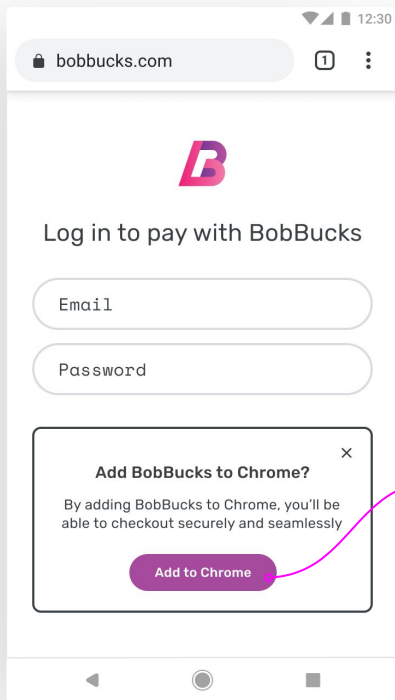 12:30
bobbucks.com
1
B
Log in to pay with BobBucks
Email
Password
Add BobBucks to Chrome?
By adding BobBucks to Chrome, you'll be
able to checkout securely and seamlessly
Add to Chrome